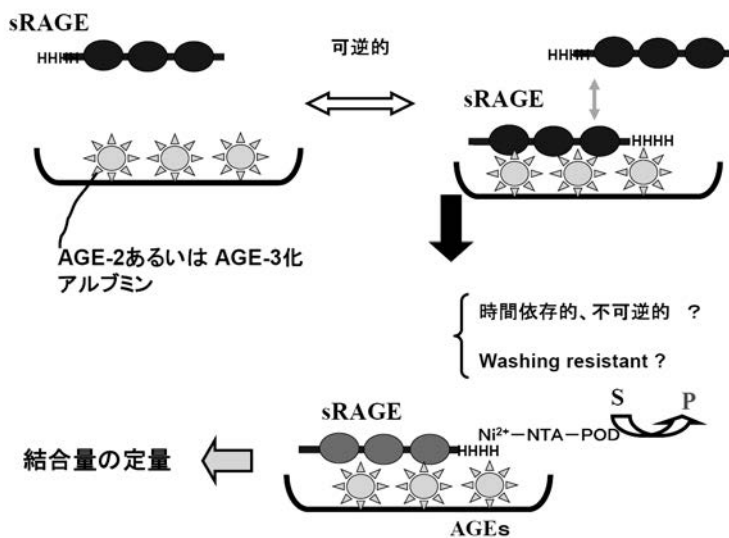 sRAGE
HHHH
可逆的
sRAGE
HHHH
HHHH
AGE-2あるいは AGE-3化
アルブミン
時間依存的、不可逆的 ?
Washing resistant ?
S
P
sRAGE
Ni²⁺−NTA−POD
HHHH
結合量の定量
AGEs